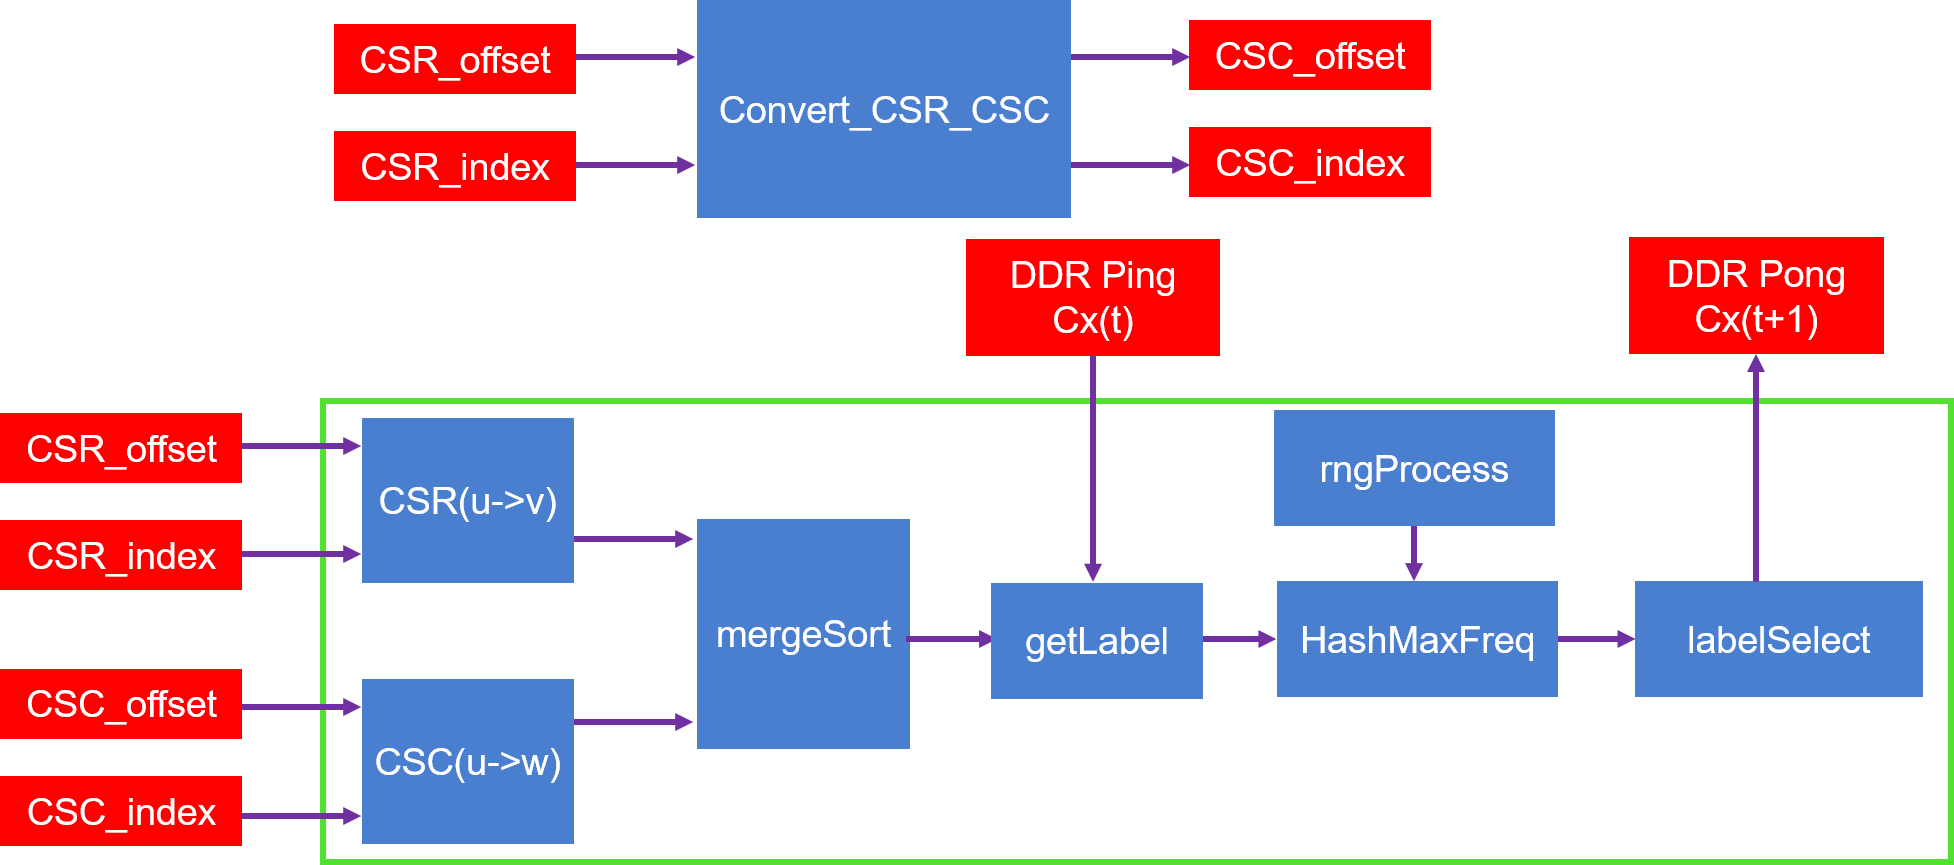 CSR_offset
CSR_index
Convert_CSR_CSC
CSC_offset
CSC_index
DDR Ping
Cx(t)
DDR Pong
Cx(t+1)
CSR_offset
CSR_index
CSC_offset
CSC_index
CSR(u->v)
CSC(u->w)
mergeSort
getLabel
rngProcess
HashMaxFreq
labelSelect